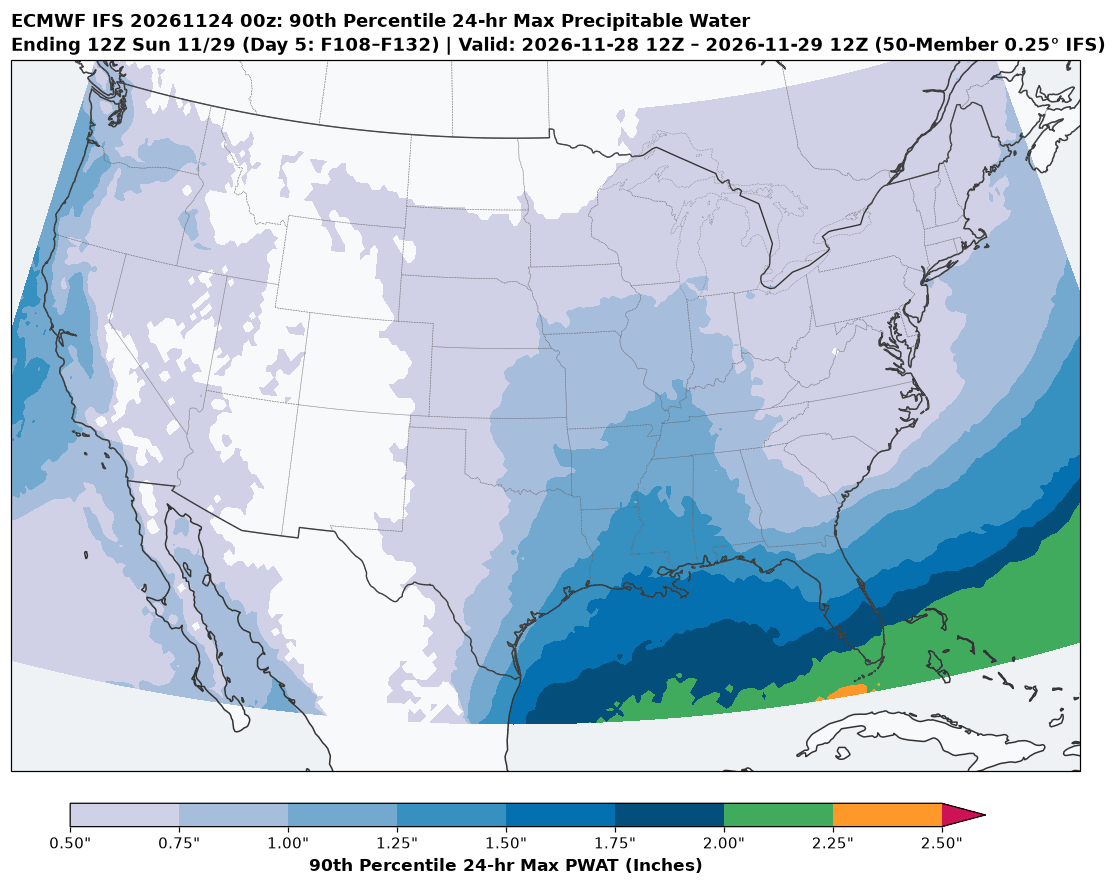 ECMWF IFS 20261124 00z: 90th Percentile 24-hr Max Precipitable Water
Ending 12Z Sun 11/29 (Day 5: F108–F132) | Valid: 2026-11-28 12Z – 2026-11-29 12Z (50-Member 0.25° IFS)
0.50" 0.75" 1.00" 1.25" 1.50" 1.75" 2.00" 2.25" 2.50"
90th Percentile 24-hr Max PWAT (Inches)